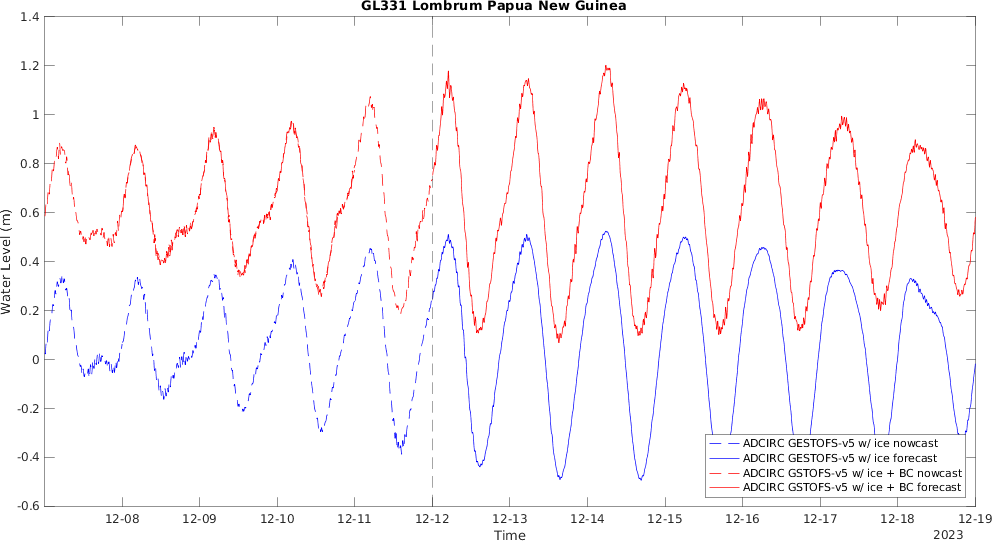 GL331 Lombrum Papua New Guinea
1.4
1.2
1
0.8
0.6
0.4
0.2
0
-0.2
-0.4
-0.6
Water Level (m)
ADCIRC GESTOFS-v5 w/ ice nowcast
ADCIRC GESTOFS-v5 w/ ice forecast
ADCIRC GSTOFS-v5 w/ ice + BC nowcast
ADCIRC GSTOFS-v5 w/ ice + BC forecast
12-08 12-09 12-10 12-11 12-12 12-13 12-14 12-15 12-16 12-17 12-18 12-19
Time
2023